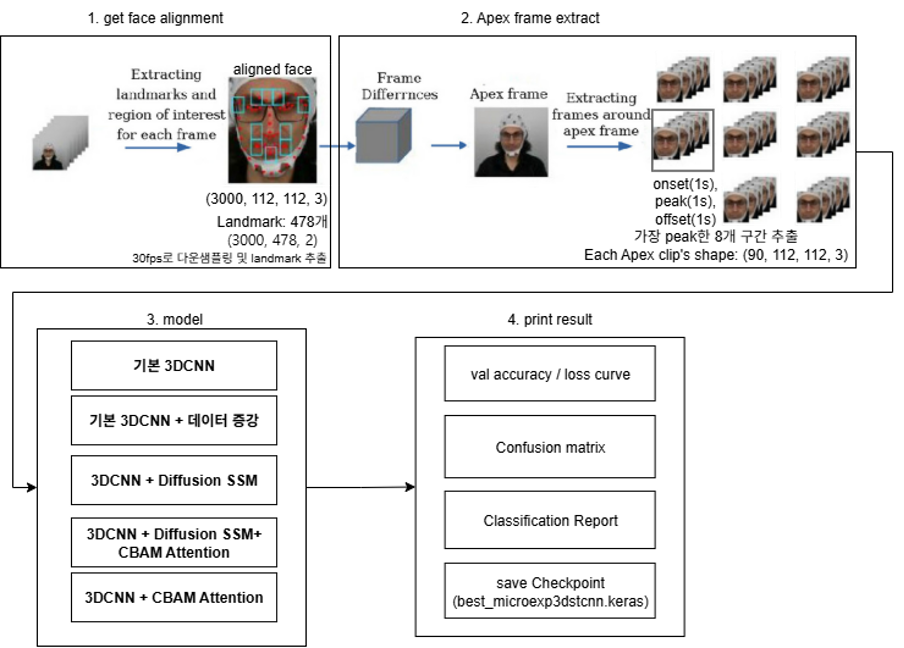 1. get face alignment
2. Apex frame extract
Extracting
landmarks and
region of interest
for each frame
aligned face
(3000, 112, 112, 3)
Landmark: 478개
(3000, 478, 2)
30fps로 다운샘플링 및 landmark 추출
Frame
Differrnces
Apex frame
Extracting
frames around
apex frame
onset(1s),
peak(1s),
offset(1s)
가장 peak한 8개 구간 추출
Each Apex clip's shape: (90, 112, 112, 3)
3. model
기본 3DCNN
기본 3DCNN + 데이터 증강
3DCNN + Diffusion SSM
3DCNN + Diffusion SSM+
CBAM Attention
3DCNN + CBAM Attention
4. print result
val accuracy / loss curve
Confusion matrix
Classification Report
save Checkpoint
(best_microexp3dstcnn.keras)